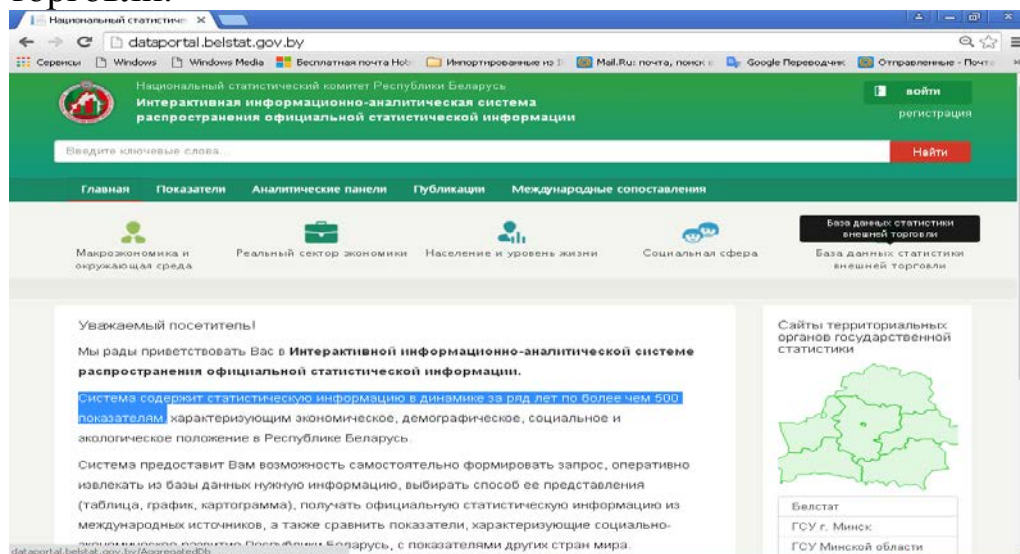 торговли.
Национальный статистиче
dataportal.belstat.gov.by
Сервисы Windows Windows Media Бесплатная почта Hot Импортированные из I Mail.Ru: почта, поиск в Google Переводчик Отправленные - Почта
Национальный статистический комитет Республики Беларусь
Интерактивная информационно-аналитическая система
распространения официальной статистической информации
войти
регистрация
Введите ключевые слова...
Найти
Главная Показатели Аналитические панели Публикации Международные сопоставления
База данных статистики
внешней торговли
Макроэкономика и
окружающая среда
Реальный сектор экономики
Население и уровень жизни
Социальная сфера
База данных статистики
внешней торговли
Уважаемый посетитель!
Мы рады приветствовать Вас в Интерактивной информационно-аналитической системе
распространения официальной статистической информации.
Система содержит статистическую информацию в динамике за ряд лет по более чем 500
показателям, характеризующим экономическое, демографическое, социальное и
экологическое положение в Республике Беларусь.
Система предоставит Вам возможность самостоятельно формировать запрос, оперативно
извлекать из базы данных нужную информацию, выбирать способ ее представления
(таблица, график, картограмма), получать официальную статистическую информацию из
международных источников, а также сравнить показатели, характеризующие социально-
экономическое развитие Республики Беларусь, с показателями других стран мира.
Сайты территориальных
органов государственной
статистики
Белстат
ГСУ г. Минск
ГСУ Минской области
dataportal.belstat.gov.by/AggregatedDb